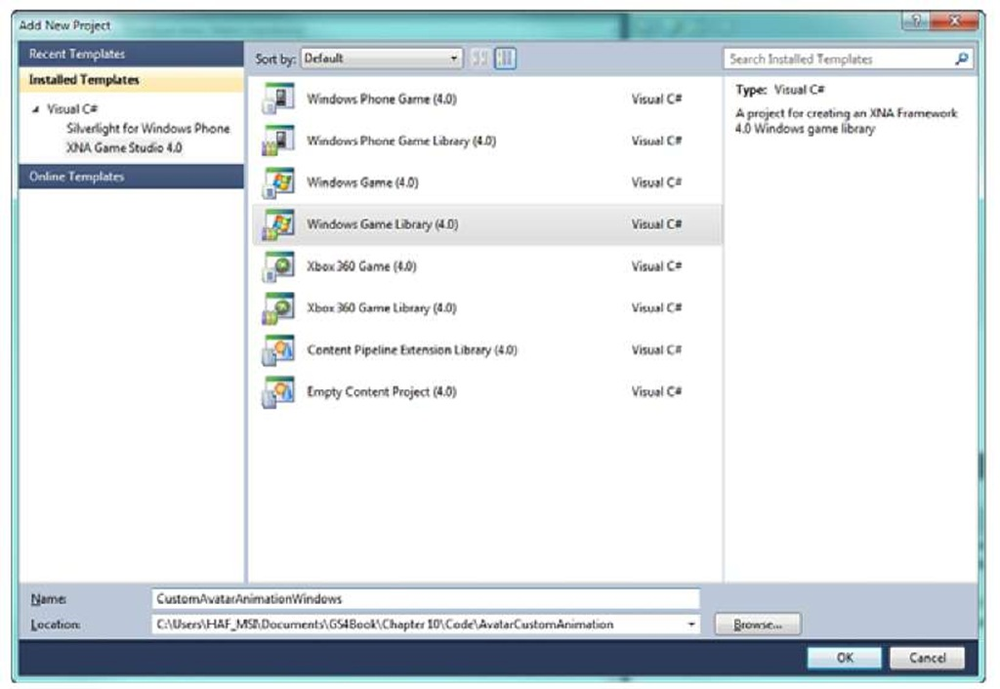 Add New Project
Recent Templates
Installed Templates
Visual C#
Silverlight for Windows Phone
XNA Game Studio 4.0
Online Templates
Sort by: Default
Windows Phone Game (4.0) Visual C#
Windows Phone Game Library (4.0) Visual C#
Windows Game (4.0) Visual C#
Windows Game Library (4.0) Visual C#
Xbox 360 Game (4.0) Visual C#
Xbox 360 Game Library (4.0) Visual C#
Content Pipeline Extension Library (4.0) Visual C#
Empty Content Project (4.0) Visual C#
Search Installed Templates
Type: Visual C#
A project for creating an XNA Framework
4.0 Windows game library
Name: CustomAvatarAnimationWindows
Location: C:\Users\HAF_MSI\Documents\GS4Book\Chapter 10\Code\AvatarCustomAnimation
Browse...
OK Cancel